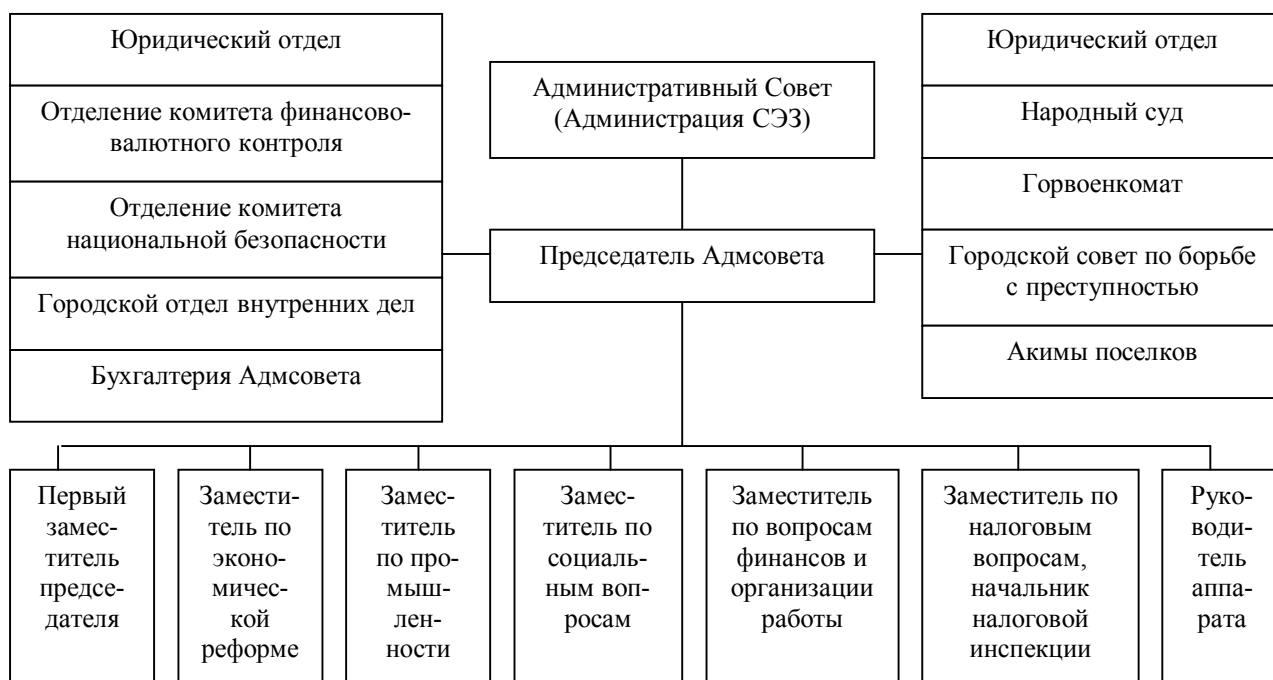 Юридический отдел
Отделение комитета финансово-
валютного контроля
Отделение комитета
национальной безопасности
Городской отдел внутренних дел
Бухгалтерия Адмсовета
Административный Совет
(Администрация СЭЗ)
Председатель Адмсовета
Юридический отдел
Народный суд
Горвоенкомат
Городской совет по борьбе
с преступностью
Акимы поселков
Первый
замес-
титель
предсе-
дателя
Замести-
тель по
эконо-
мичес-
кой
реформе
Замес-
титель
по про-
мыш-
лен-
ности
Замес-
титель по
социаль-
ным воп-
росам
Заместитель
по вопросам
финансов и
организации
работы
Заместитель по
налоговым
вопросам,
начальник
налоговой
инспекции
Руко-
води-
тель
аппа-
рата